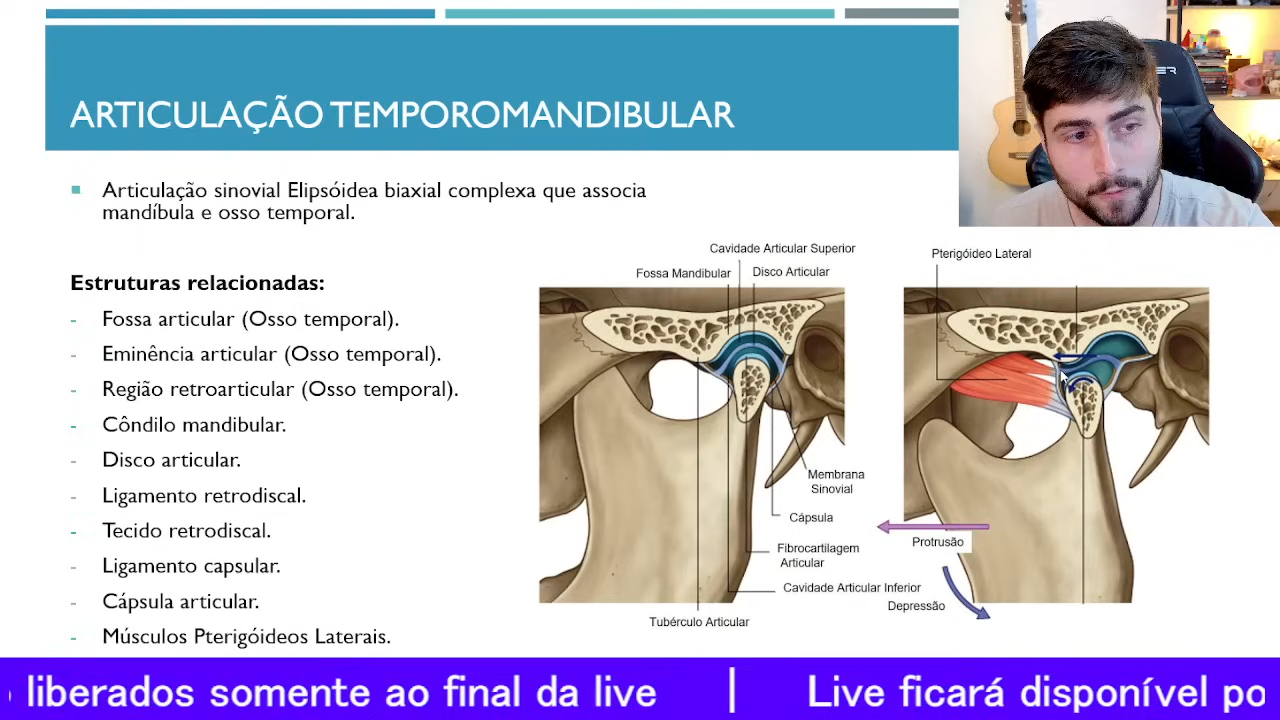 ARTICULAÇÃO TEMPOROMANDIBULAR
Articulação sinovial Elipsóidea biaxial complexa que associa
mandíbula e osso temporal.
Estruturas relacionadas:
- Fossa articular (Osso temporal).
- Eminência articular (Osso temporal).
- Região retroarticular (Osso temporal).
- Côndilo mandibular.
- Disco articular.
- Ligamento retrodiscal.
- Tecido retrodiscal.
- Ligamento capsular.
- Cápsula articular.
- Músculos Pterigóideos Laterais.
Cavidade Articular Superior
Fossa Mandibular
Disco Articular
Membrana
Sinovial
Cápsula
Fibrocartilagem
Articular
Cavidade Articular Inferior
Tubérculo Articular
Pterigóideo Lateral
Protrusão
Depressão
liberados somente ao final da live | Live ficará disponível po